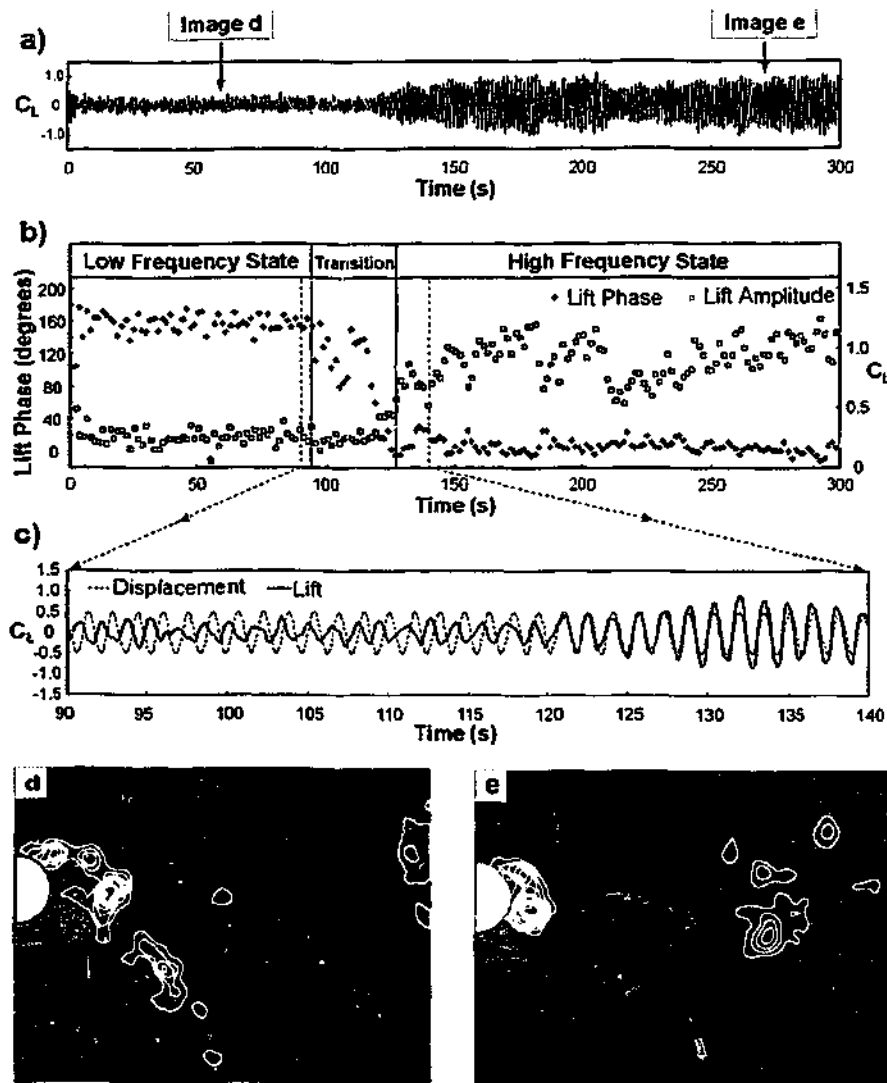 Image d Image e
a)
1.0
C_L 0
-1.0
0 50 100 150 200 250 300
Time (s)
b)
Low Frequency State Transition High Frequency State
200
160
120
80
40
0
Lift Phase (degrees)
Lift Phase Lift Amplitude
1.5
1.0
0.5
0
C_L
0 50 100 150 200 250 300
Time (s)
c)
1.5
1.0
0.5
0
-0.5
-1.5
C_L
Displacement Lift
90 95 100 105 110 115 120 125 130 135 140
Time (s)
d e